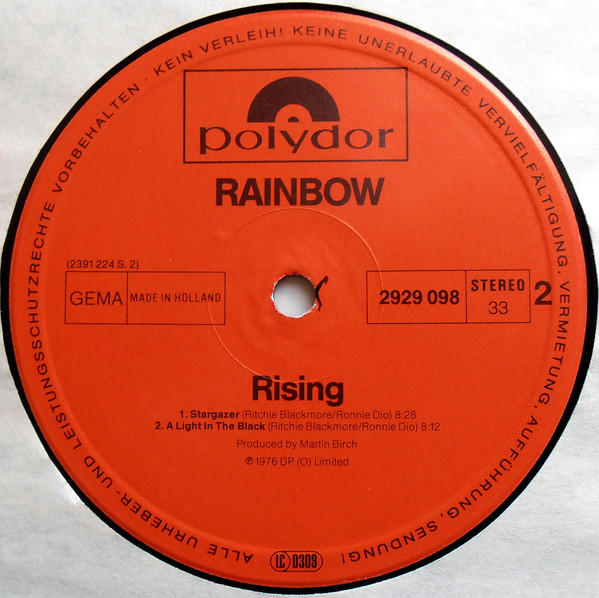 ALLE URHEBER- UND LEISTUNGSSCHUTZRECHTE VORBEHALTEN · KEIN VERLEIH! KEINE UNERLAUBTE VERVIELFÄLTIGUNG, VERMIETUNG, AUFFÜHRUNG, SENDUNG!
polydor
RAINBOW
(2391 224 S. 2)
GEMA MADE IN HOLLAND
2929 098 STEREO 33 2
Rising
1. Stargazer (Ritchie Blackmore/Ronnie Dio) 8:28
2. A Light In The Black (Ritchie Blackmore/Ronnie Dio) 8:12
Produced by Martin Birch
℗ 1976 DP (O) Limited
LC 0309